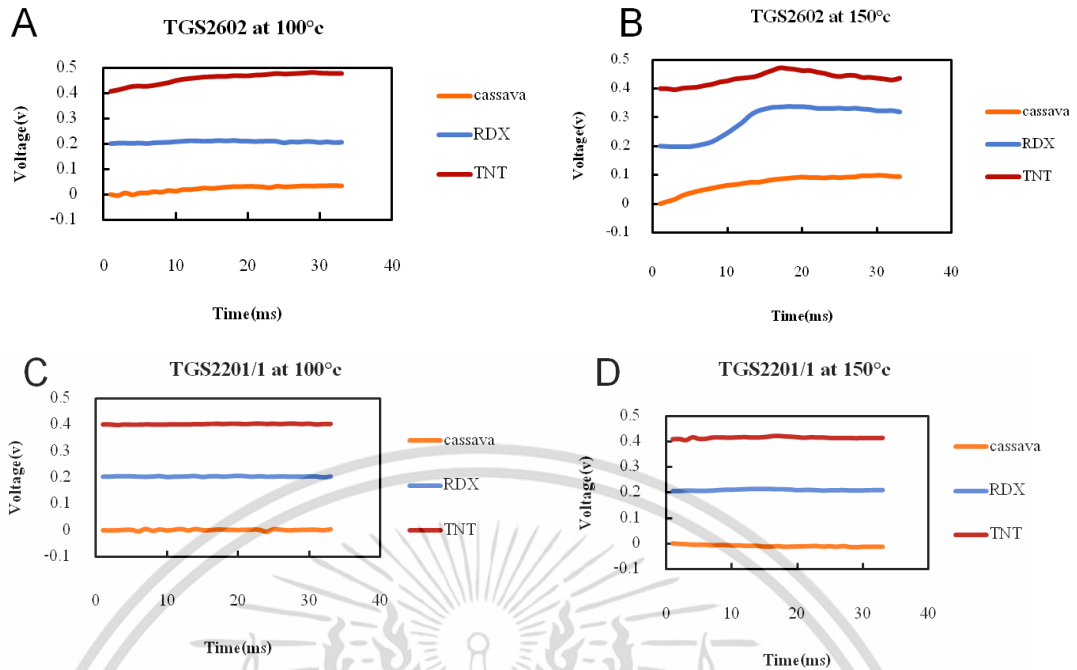 A
TGS2602 at 100°c
0.5
0.4
0.3
0.2
0.1
0
-0.1
Voltage(v)
0 10 20 30 40
Time(ms)
cassava
RDX
TNT
B
TGS2602 at 150°c
0.5
0.4
0.3
0.2
0.1
0
-0.1
Voltage(v)
0 10 20 30 40
Time(ms)
cassava
RDX
TNT
C
TGS2201/1 at 100°c
0.5
0.4
0.3
0.2
0.1
0
-0.1
Voltage(v)
0 10 20 30 40
Time(ms)
cassava
RDX
TNT
D
TGS2201/1 at 150°c
0.5
0.4
0.3
0.2
0.1
0
-0.1
Voltage(v)
0 10 20 30 40
Time(ms)
cassava
RDX
TNT